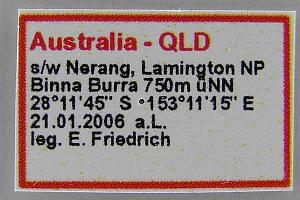 Australia - QLD
s/w Nerang, Lamington NP
Binna Burra 750m üNN
28°11'45" S •153°11'15" E
21.01.2006 a.L.
leg. E. Friedrich